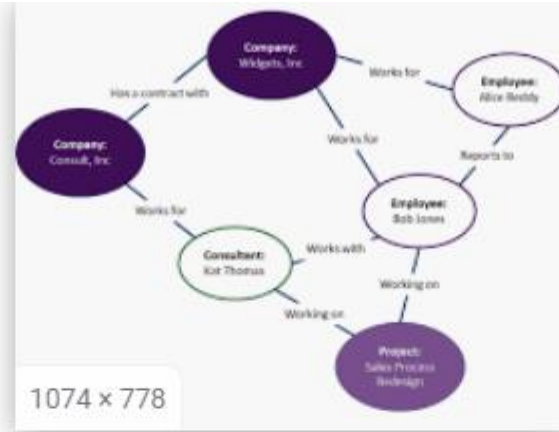 Company:
Widgets, Inc
Works for
Employee:
Alice Reddy
Has a contract with
Company:
Consult, Inc
Works for
Reports to
Works for
Employee:
Bob Jones
Consultant:
Kat Thomas
Works with
Working on
Working on
Project:
Sales Process
Redesign
1074 × 778